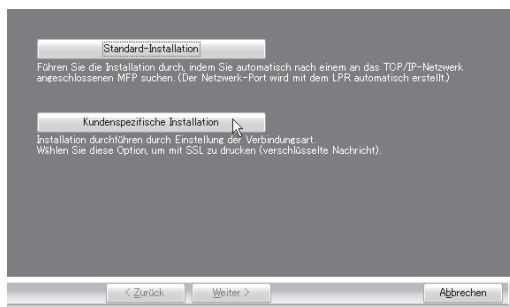 Standard-Installation
Führen Sie die Installation durch, indem Sie automatisch nach einem an das TCP/IP-Netzwerk
angeschlossenen MFP suchen. (Der Netzwerk-Port wird mit dem LPR automatisch erstellt.)
Kundenspezifische Installation
Installation durchführen durch Einstellung der Verbindungsart.
Wählen Sie diese Option, um mit SSL zu drucken (verschlüsselte Nachricht).
< Zurück
Weiter >
Abbrechen